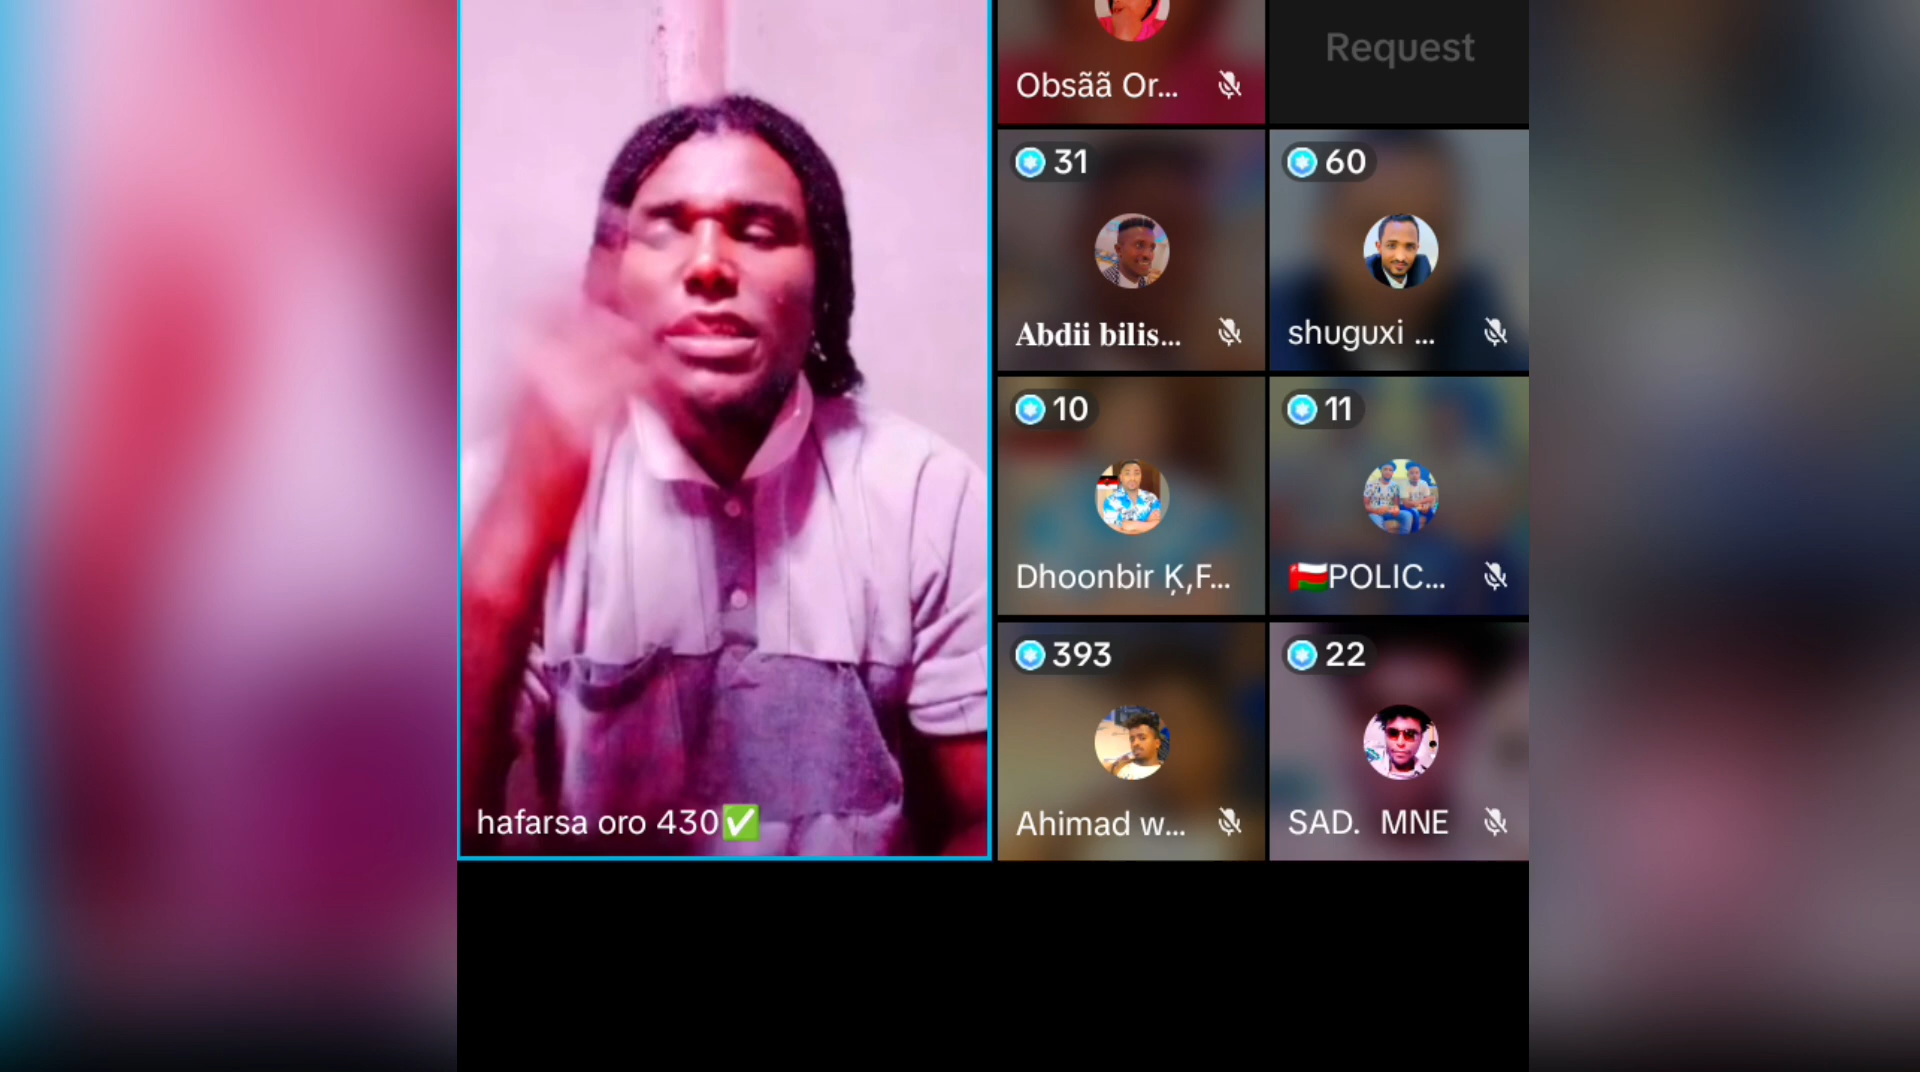 Obsãã Or...
Request
31
60
𝐀𝐛𝐝𝐢𝐢 𝐛𝐢𝐥𝐢𝐬...
shuguxi ...
10
11
Dhoonbir Ķ,F...
🇴🇲POLIC...
393
22
hafarsa oro 430✅
Ahimad w...
SAD. MNE